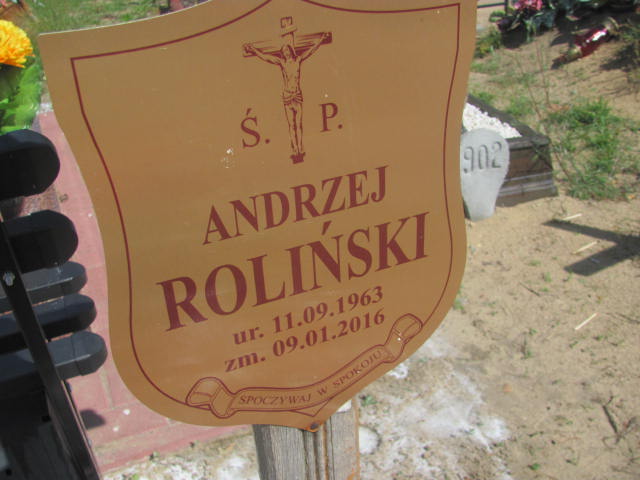 Ś. P.
ANDRZEJ
ROLIŃSKI
ur. 11.09.1963
zm. 09.01.2016
SPOCZYWAJ W SPOKOJU
902